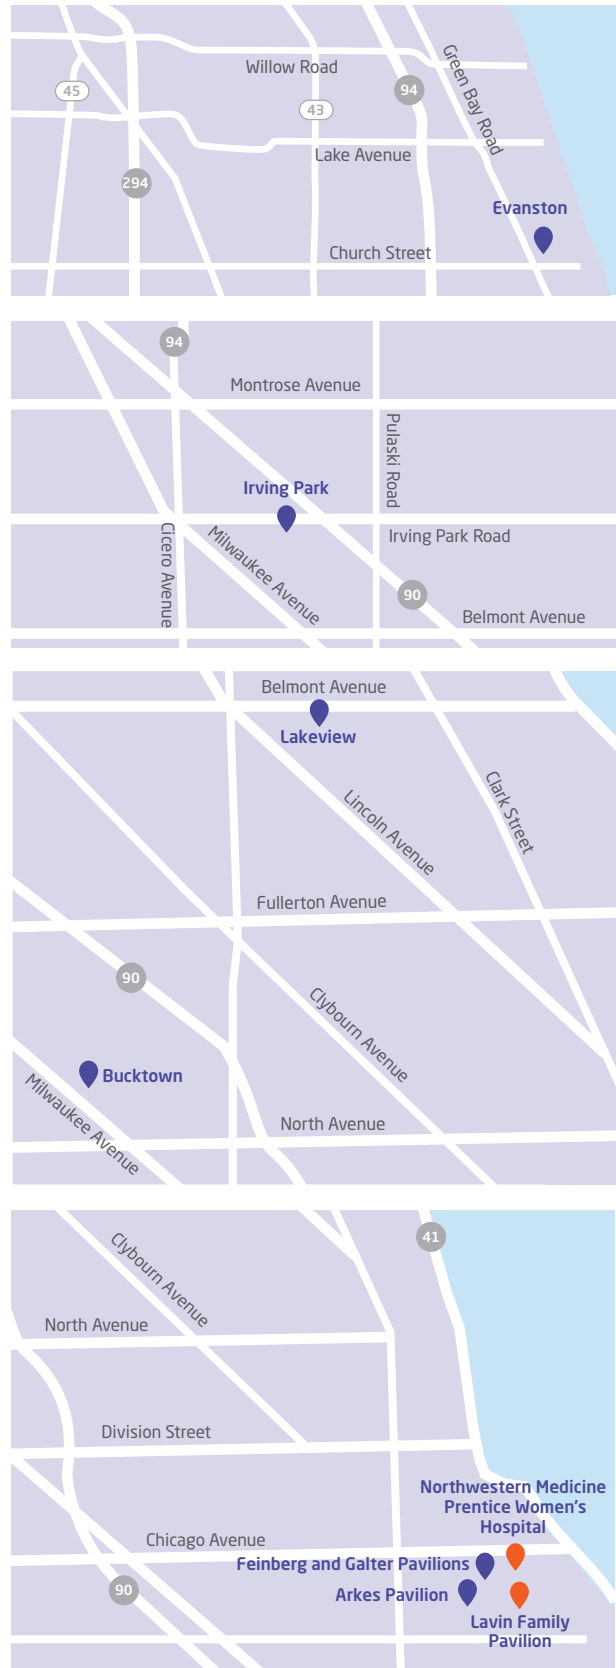 Willow Road
Green Bay Road
45
94
43
Lake Avenue
294
Evanston
Church Street
94
Montrose Avenue
Pulaski Road
Irving Park
Cicero Avenue
Milwaukee Avenue
Irving Park Road
90
Belmont Avenue
Belmont Avenue
Lakeview
Lincoln Avenue
Clark Street
Fullerton Avenue
90
Clybourn Avenue
Bucktown
Milwaukee Avenue
North Avenue
41
Clybourn Avenue
North Avenue
Division Street
Northwestern Medicine
Prentice Women's
Hospital
Chicago Avenue
Feinberg and Galter Pavilions
90
Arkes Pavilion
Lavin Family
Pavilion